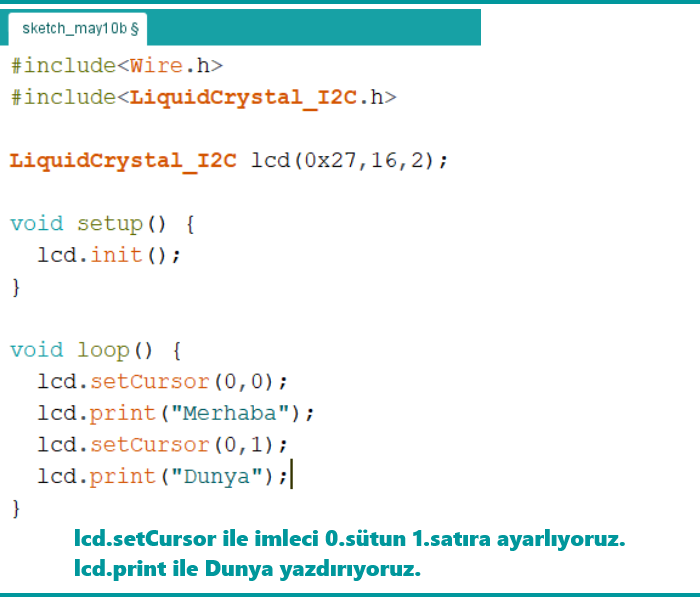 sketch_may10b §
#include<Wire.h>
#include<LiquidCrystal_I2C.h>
LiquidCrystal_I2C lcd(0x27,16,2);
void setup() {
lcd.init();
}
void loop() {
lcd.setCursor(0,0);
lcd.print("Merhaba");
lcd.setCursor(0,1);
lcd.print("Dunya");
}
lcd.setCursor ile imleci 0.sütun 1.satıra ayarlıyoruz.
lcd.print ile Dunya yazdırıyoruz.